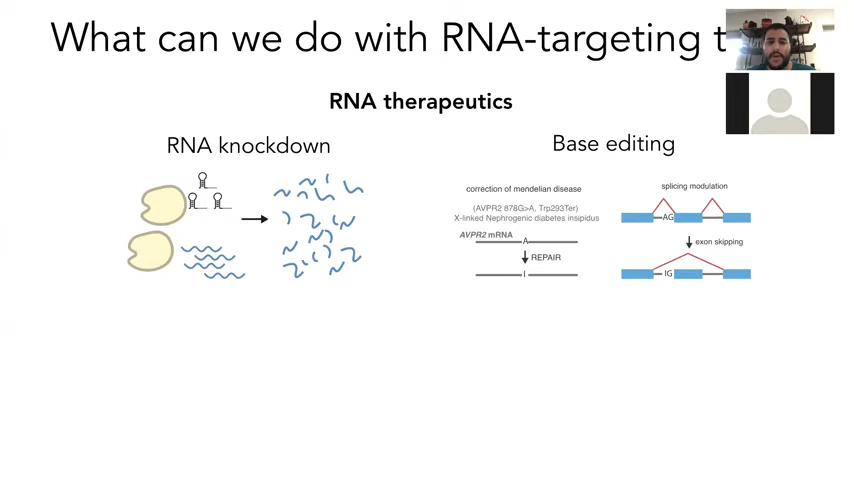 What can we do with RNA-targeting t
RNA therapeutics
RNA knockdown
Base editing
correction of mendelian disease
(AVPR2 878G>A, Trp293Ter)
X-linked Nephrogenic diabetes insipidus
AVPR2 mRNA
A
REPAIR
I
splicing modulation
AG
exon skipping
IG